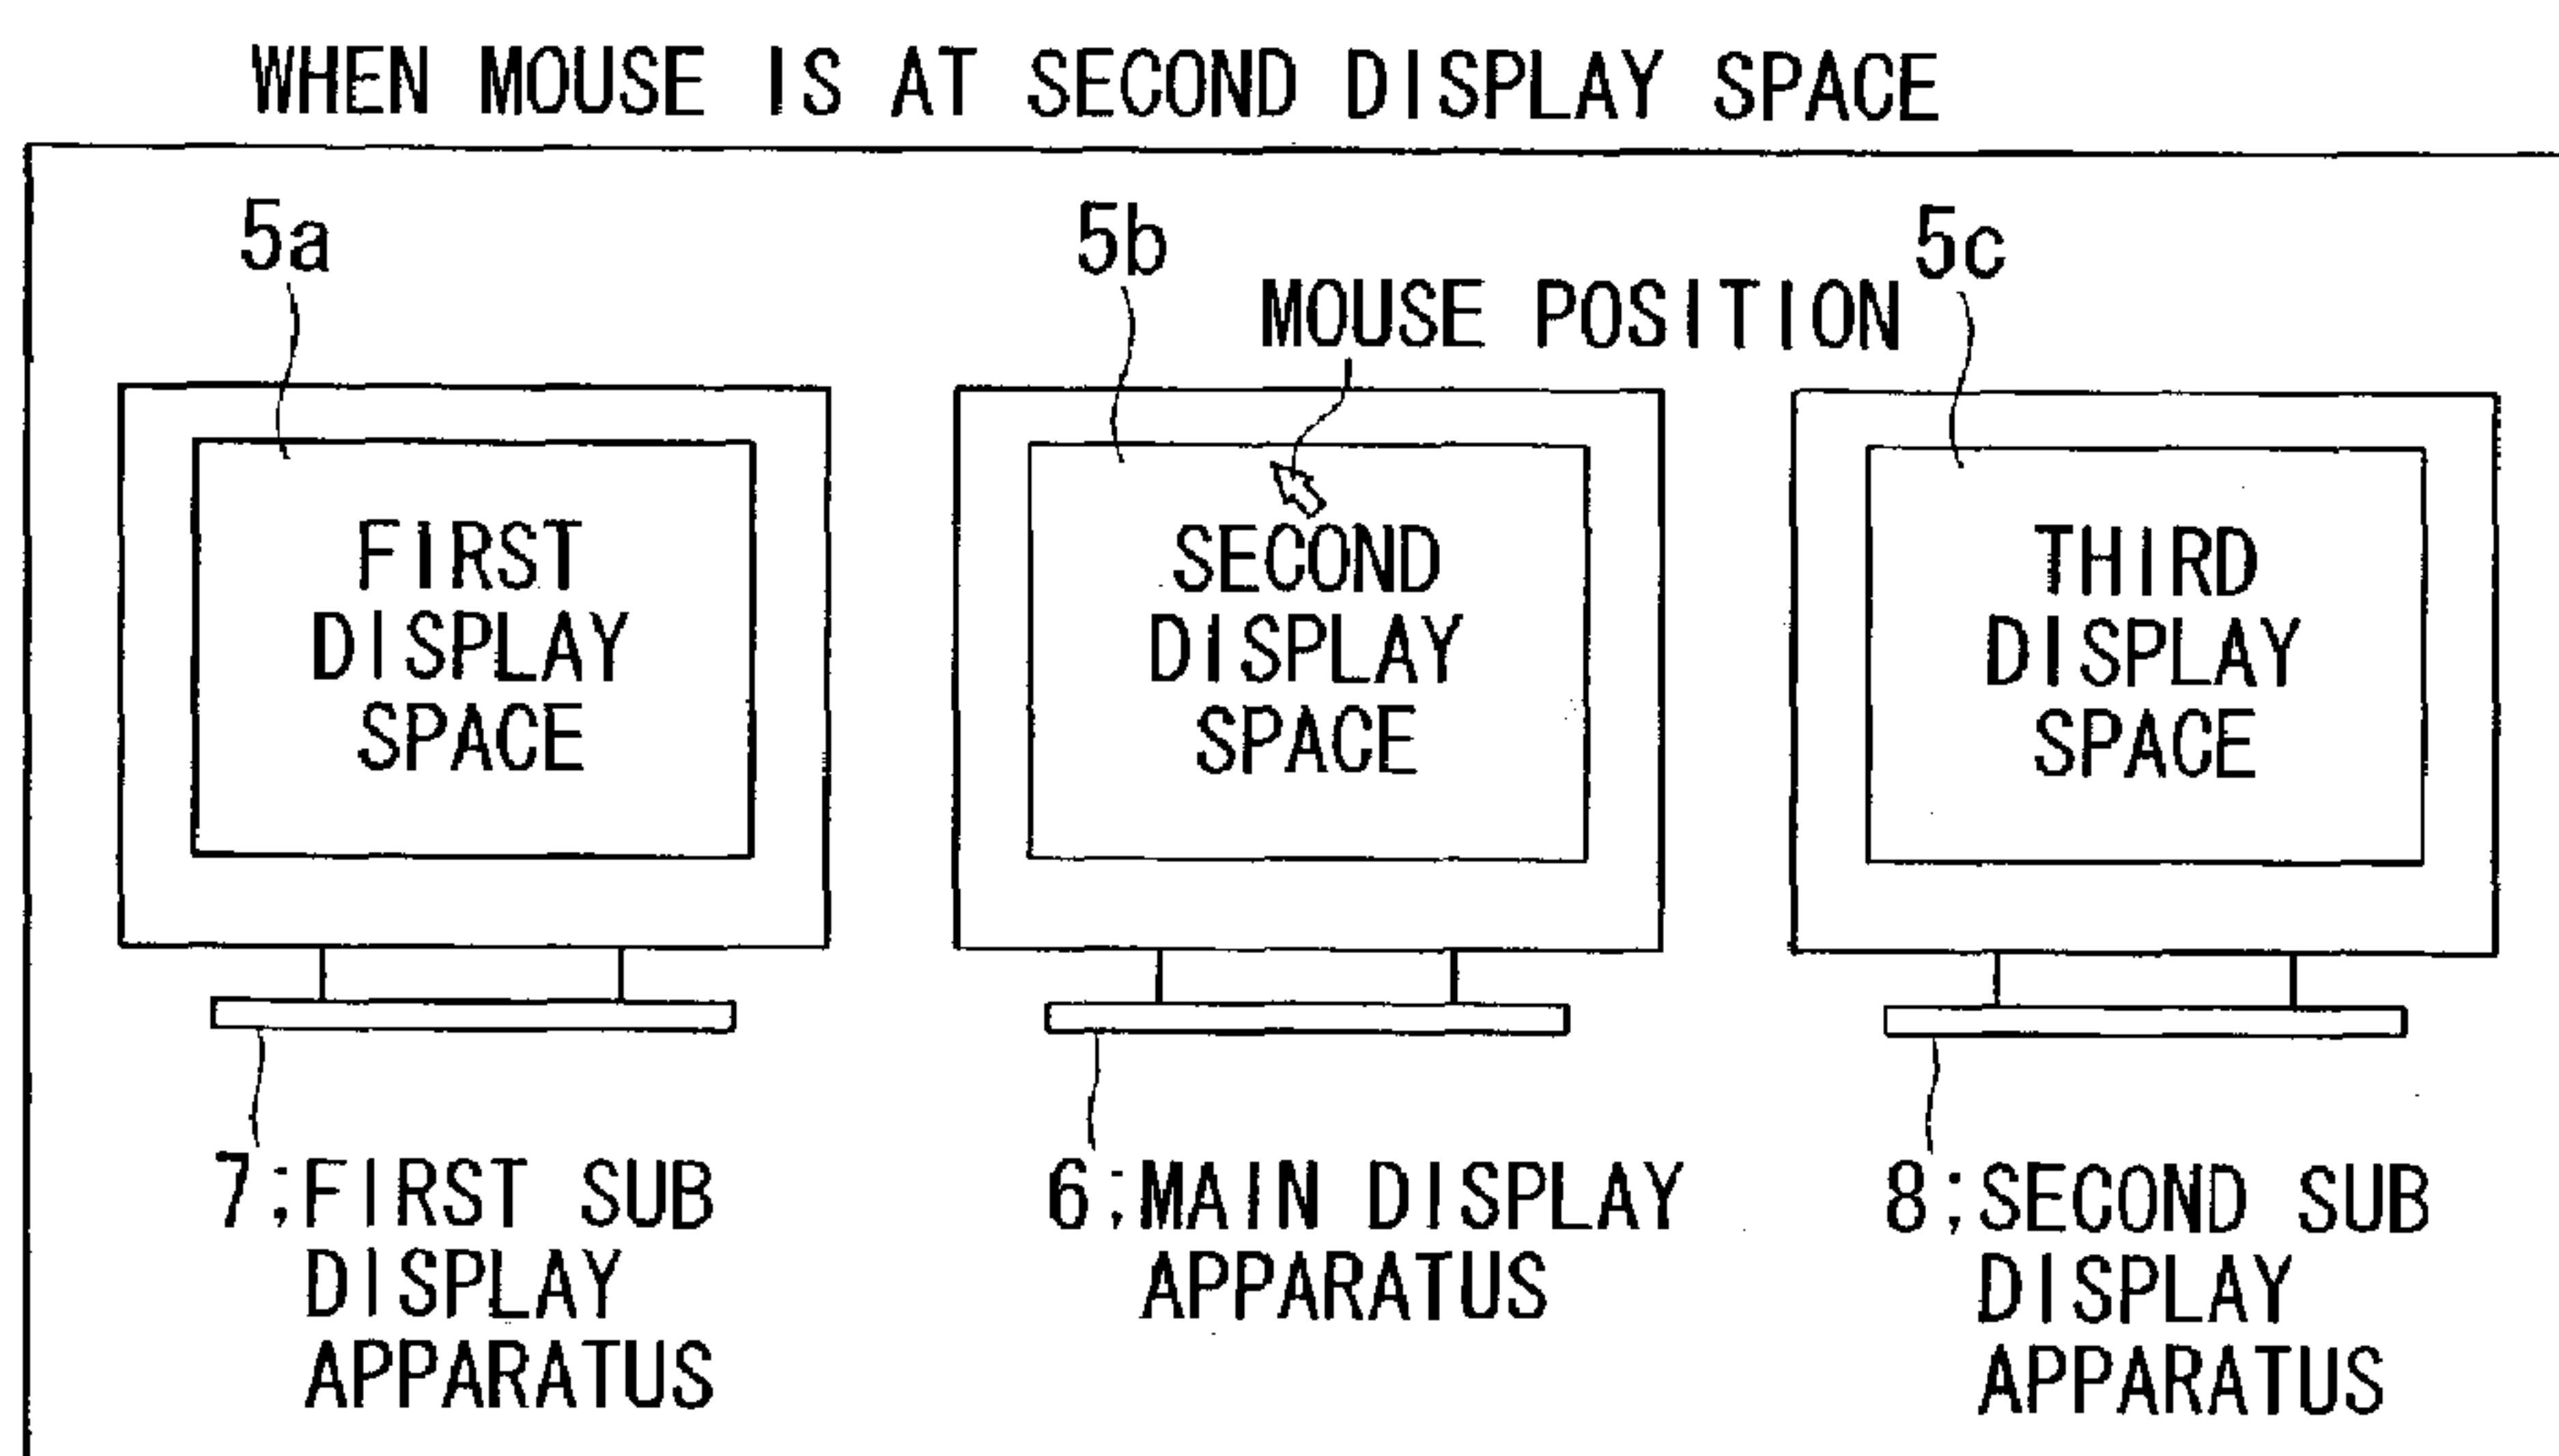 WHEN MOUSE IS AT SECOND DISPLAY SPACE
5a
5b
5c
MOUSE POSITION
FIRST
DISPLAY
SPACE
SECOND
DISPLAY
SPACE
THIRD
DISPLAY
SPACE
7;FIRST SUB
DISPLAY
APPARATUS
6;MAIN DISPLAY
APPARATUS
8;SECOND SUB
DISPLAY
APPARATUS